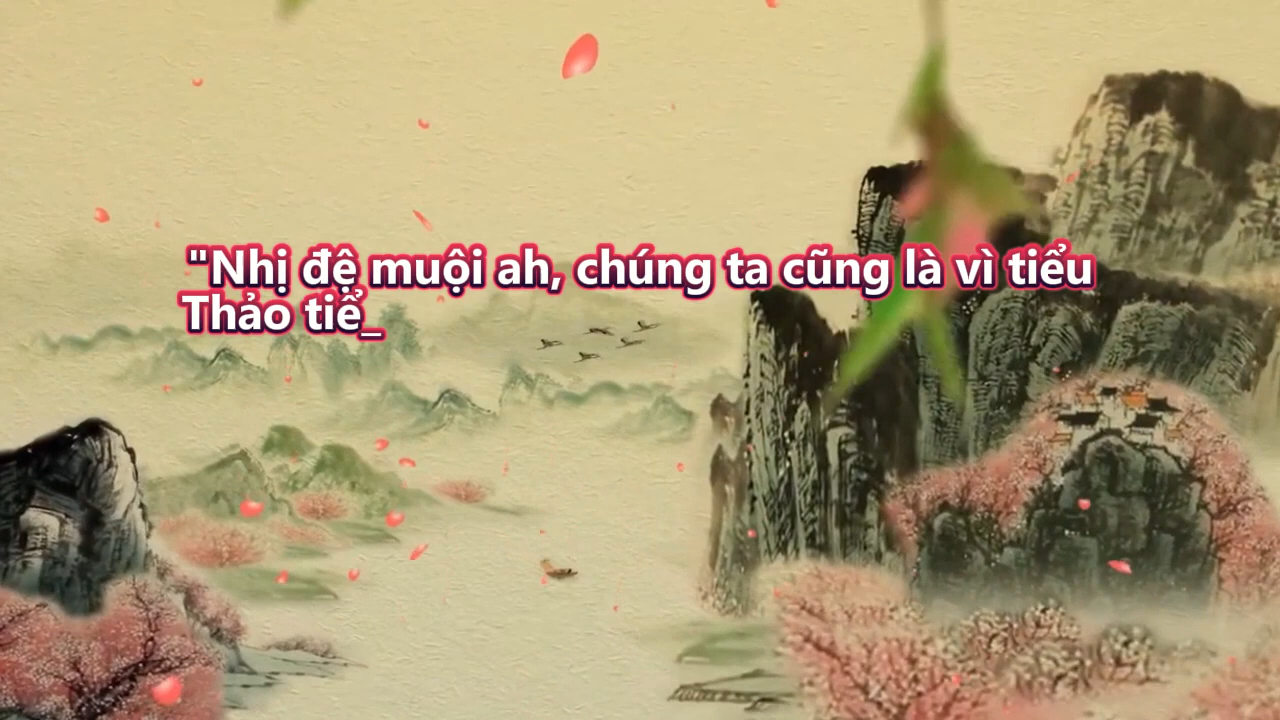 "Nhị đệ muội ah, chúng ta cũng là vì tiểu
Thảo tiể_